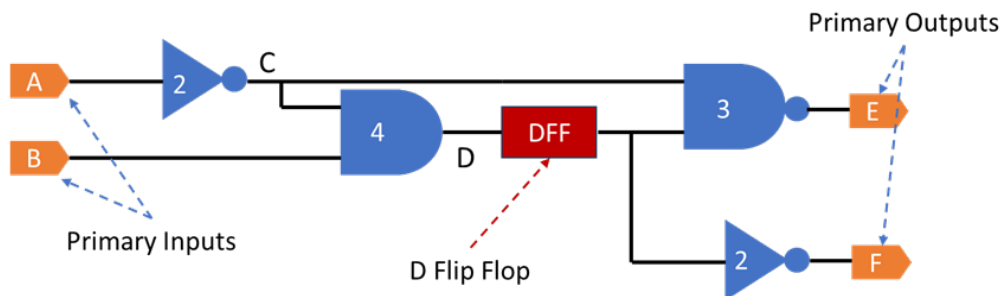 Primary Outputs
A
2
C
3
E
4
DFF
B
D
Primary Inputs
D Flip Flop
2
F